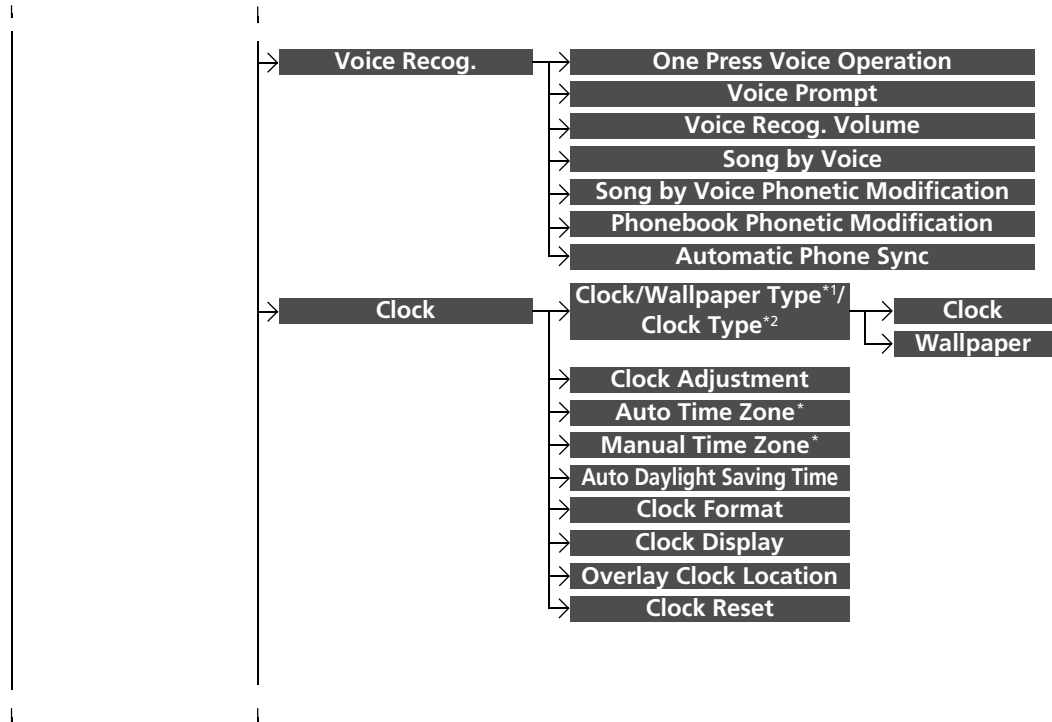 Voice Recog.
One Press Voice Operation
Voice Prompt
Voice Recog. Volume
Song by Voice
Song by Voice Phonetic Modification
Phonebook Phonetic Modification
Automatic Phone Sync
Clock
Clock/Wallpaper Type*1/
Clock Type*2
Clock
Wallpaper
Clock Adjustment
Auto Time Zone*
Manual Time Zone*
Auto Daylight Saving Time
Clock Format
Clock Display
Overlay Clock Location
Clock Reset